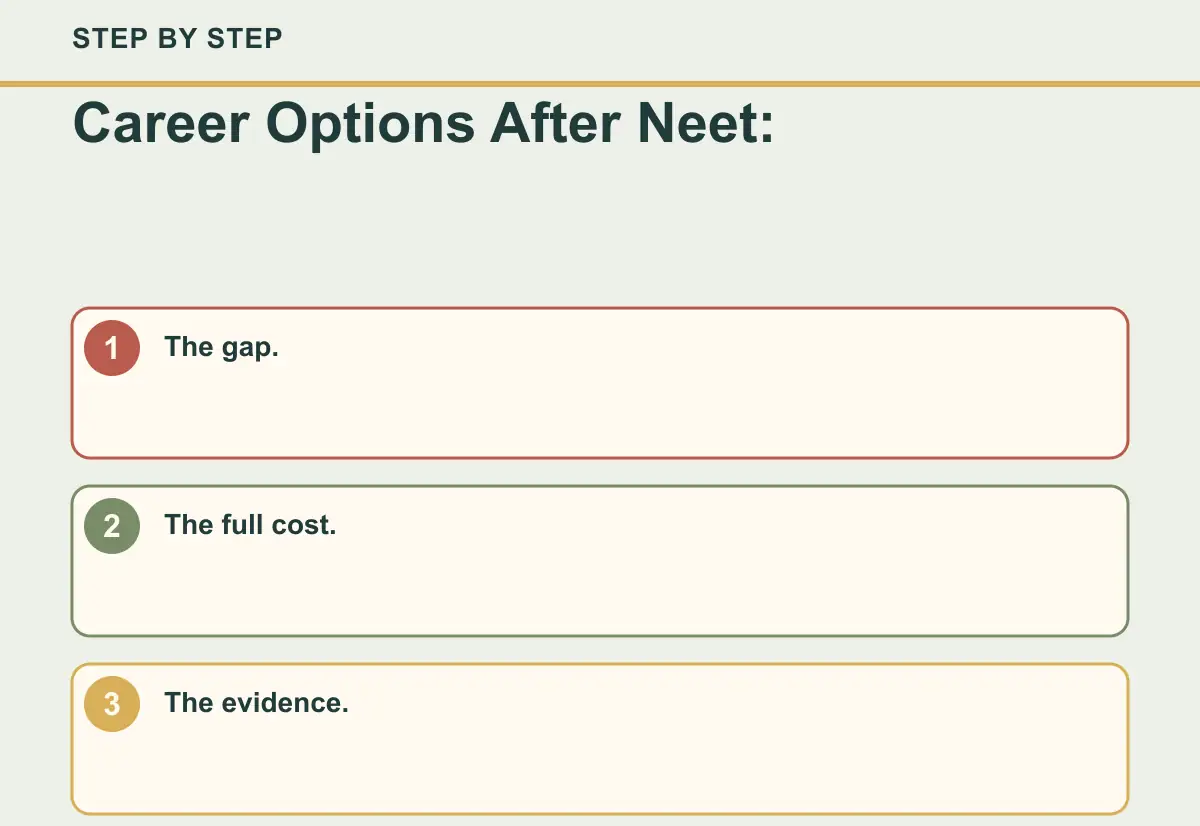 STEP BY STEP
Career Options After Neet:
1 The gap.
2 The full cost.
3 The evidence.